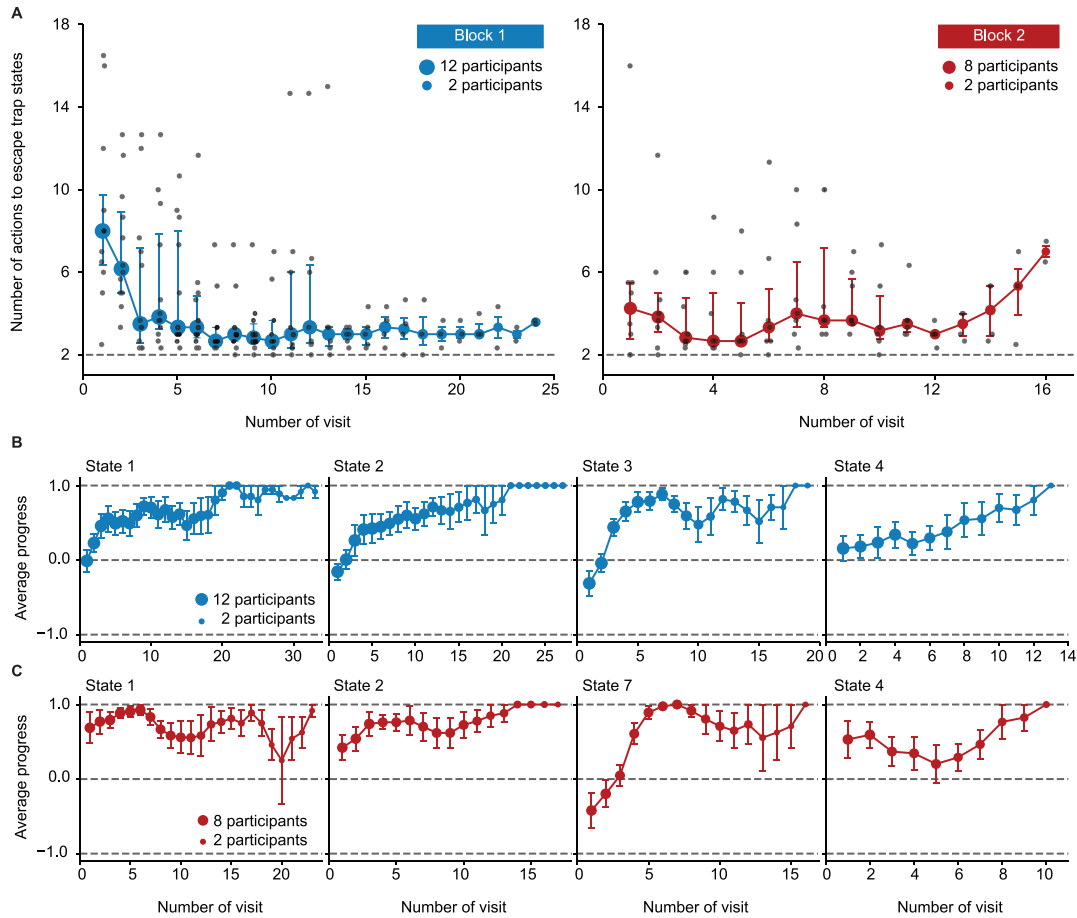 A
Number of actions to escape trap states
18
14
10
6
2
Block 1
12 participants
2 participants
0 5 10 15 20 25
Number of visit
18
14
10
6
2
Block 2
8 participants
2 participants
0 4 8 12 16
Number of visit
B
Average progress
1.0
0.0
−1.0
State 1
12 participants
2 participants
0 10 20 30
State 2
0 5 10 15 20 25
State 3
0 5 10 15 20
State 4
0 2 4 6 8 10 12 14
C
Average progress
1.0
0.0
−1.0
State 1
8 participants
2 participants
0 5 10 15 20
Number of visit
State 2
0 5 10 15
Number of visit
State 7
0 5 10 15
Number of visit
State 4
0 2 4 6 8 10
Number of visit